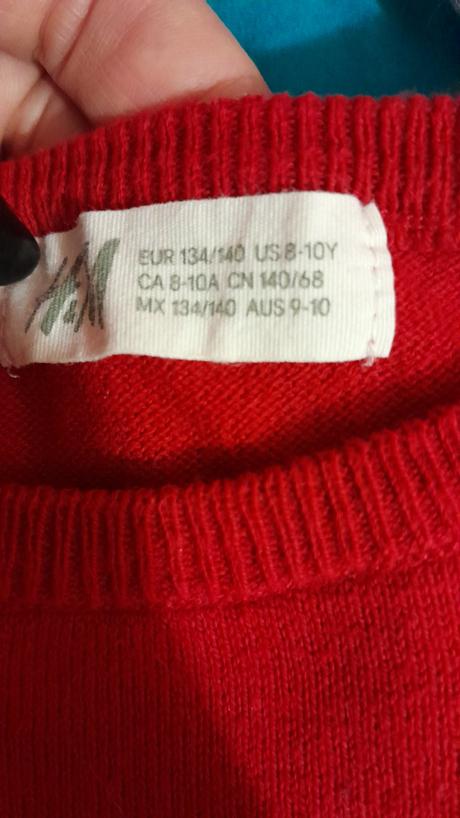 H&M
EUR 134/140 US 8-10Y
CA 8-10A CN 140/68
MX 134/140 AUS 9-10